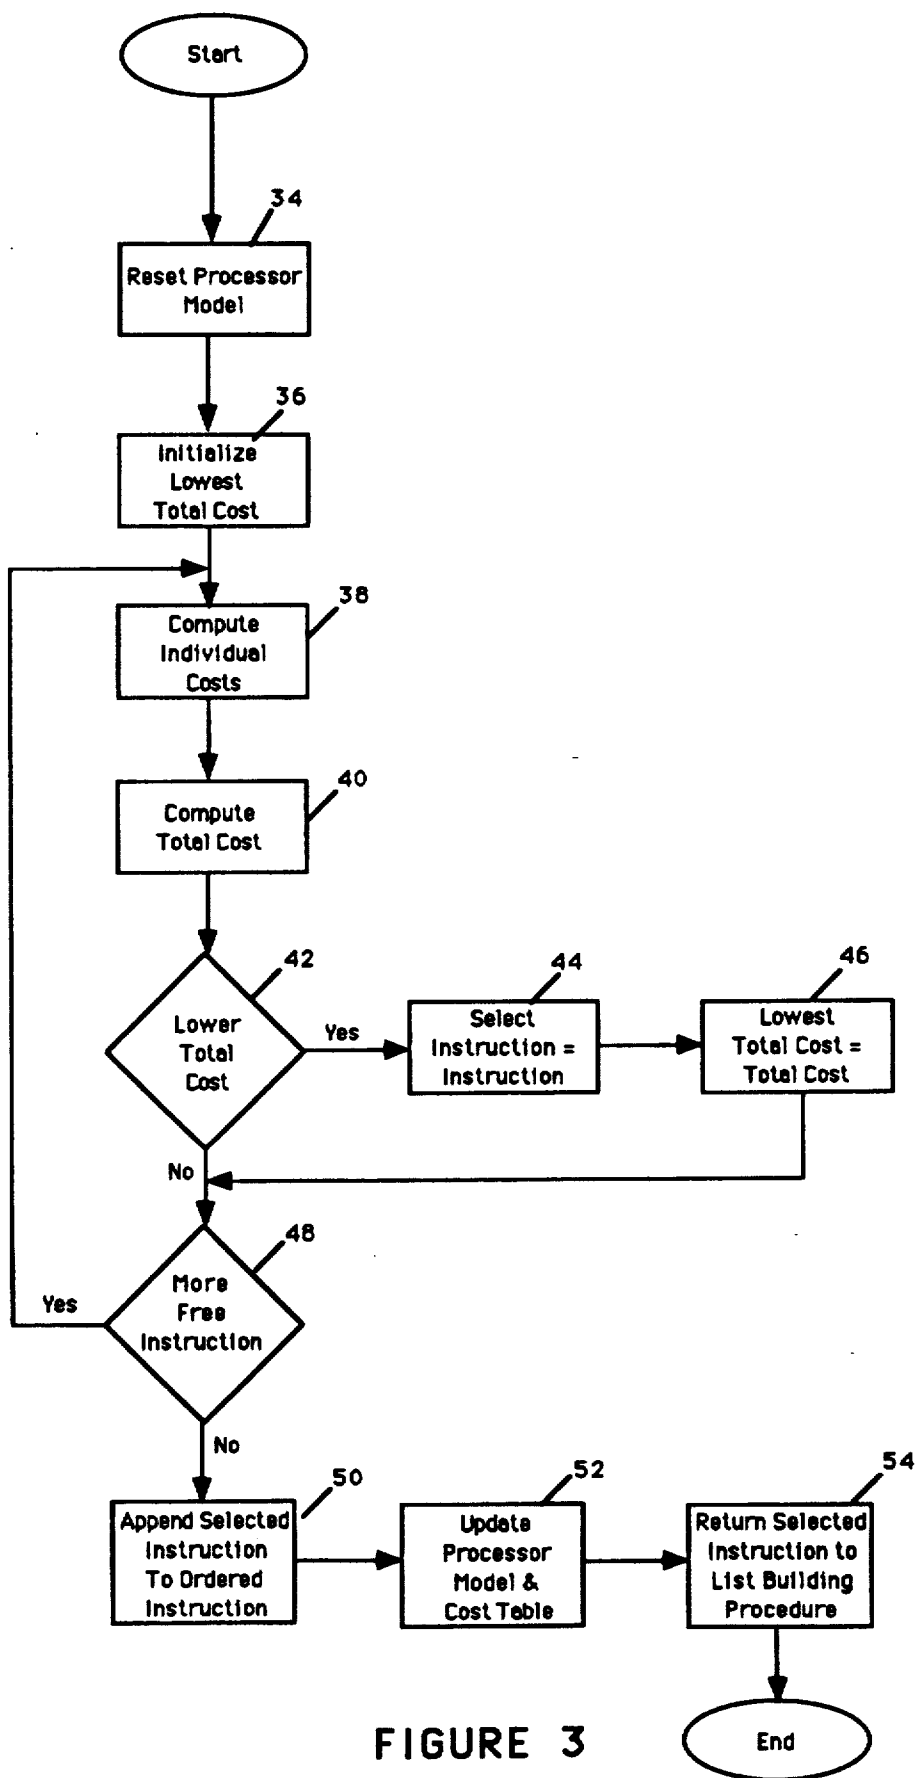 Start
34
Reset Processor
Model
36
Initialize
Lowest
Total Cost
38
Compute
Individual
Costs
40
Compute
Total Cost
42
Lower
Total
Cost
Yes
44
Select
Instruction =
Instruction
46
Lowest
Total Cost =
Total Cost
No
48
More
Free
Instruction
Yes
No
50
Append Selected
Instruction
To Ordered
Instruction
52
Update
Processor
Model &
Cost Table
54
Return Selected
Instruction to
List Building
Procedure
End
FIGURE 3